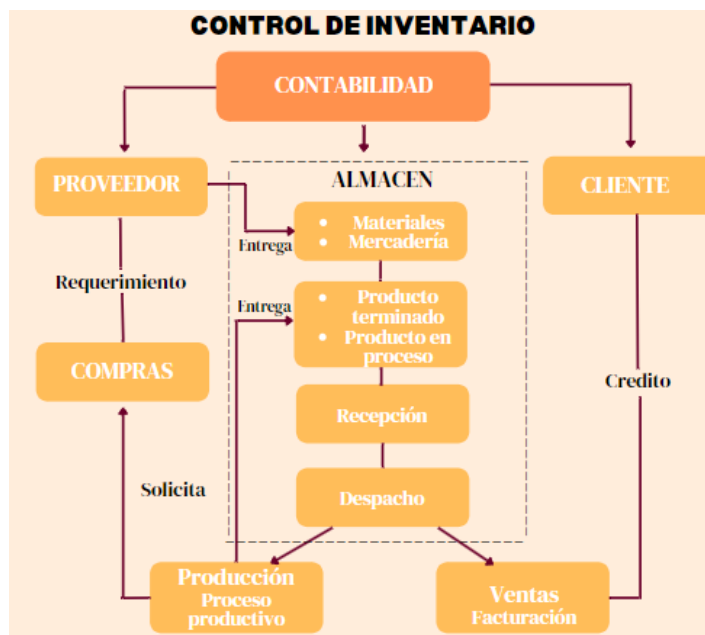 CONTROL DE INVENTARIO
CONTABILIDAD
PROVEEDOR
ALMACEN
CLIENTE
• Materiales
• Mercadería
Entrega
Requerimiento
Entrega
• Producto
terminado
• Producto en
proceso
COMPRAS
Credito
Recepción
Solicita
Despacho
Producción
Proceso
productivo
Ventas
Facturación